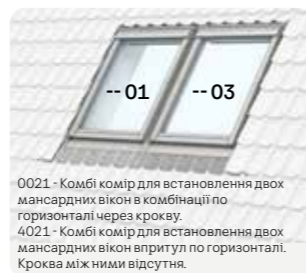 -- 01 -- 03
0021 - Комбі комір для встановлення двох
мансардних вікон в комбінації по
горизонталі через крокву.
4021 - Комбі комір для встановлення двох
мансардних вікон впритул по горизонталі.
Кроква між ними відсутня.